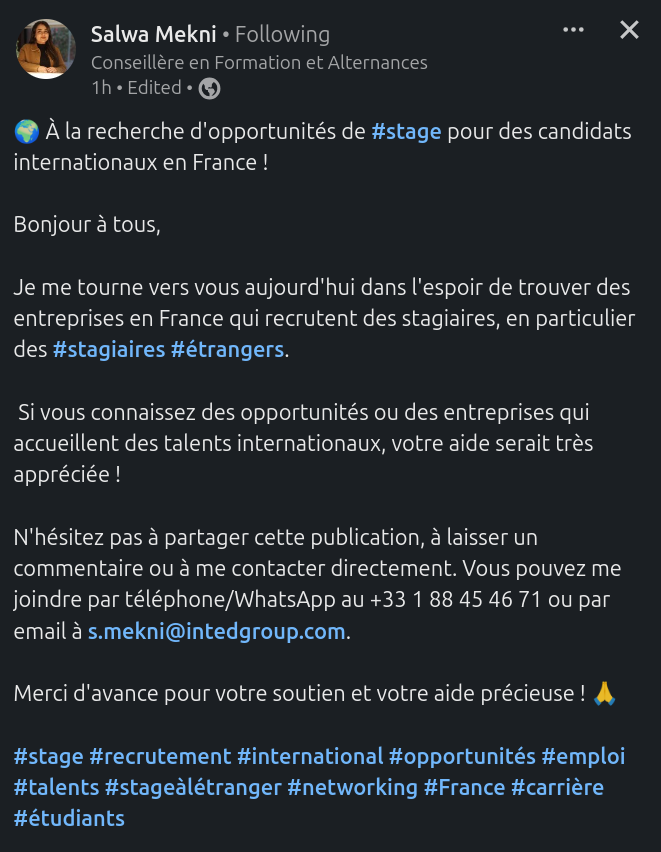 Salwa Mekni • Following
Conseillère en Formation et Alternances
1h • Edited •
🌍 À la recherche d'opportunités de #stage pour des candidats
internationaux en France !
Bonjour à tous,
Je me tourne vers vous aujourd'hui dans l'espoir de trouver des
entreprises en France qui recrutent des stagiaires, en particulier
des #stagiaires #étrangers.
Si vous connaissez des opportunités ou des entreprises qui
accueillent des talents internationaux, votre aide serait très
appréciée !
N'hésitez pas à partager cette publication, à laisser un
commentaire ou à me contacter directement. Vous pouvez me
joindre par téléphone/WhatsApp au +33 1 88 45 46 71 ou par
email à s.mekni@intedgroup.com.
Merci d'avance pour votre soutien et votre aide précieuse ! 🙏
#stage #recrutement #international #opportunités #emploi
#talents #stageàlétranger #networking #France #carrière
#étudiants